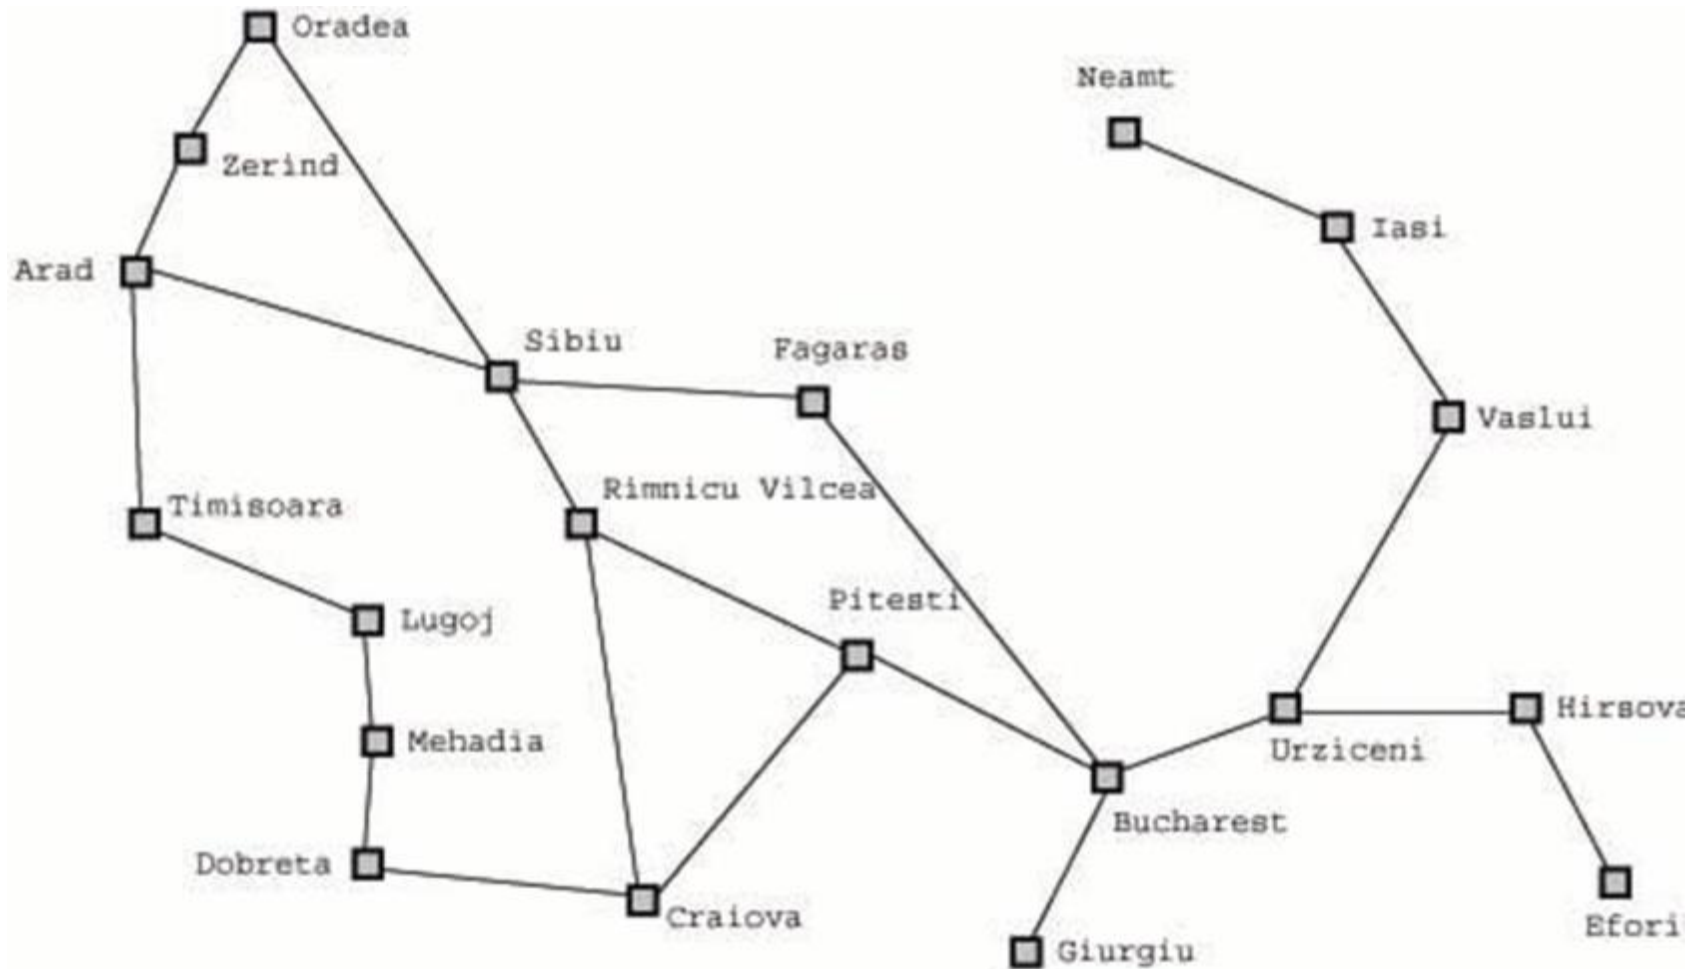 Oradea
Neamt
Zerind
Iasi
Arad
Sibiu
Fagaras
Vaslui
Rimnicu Vilcea
Timisoara
Pitesti
Lugoj
Hirsova
Mehadia
Urziceni
Bucharest
Dobreta
Craiova
Efori
Giurgiu